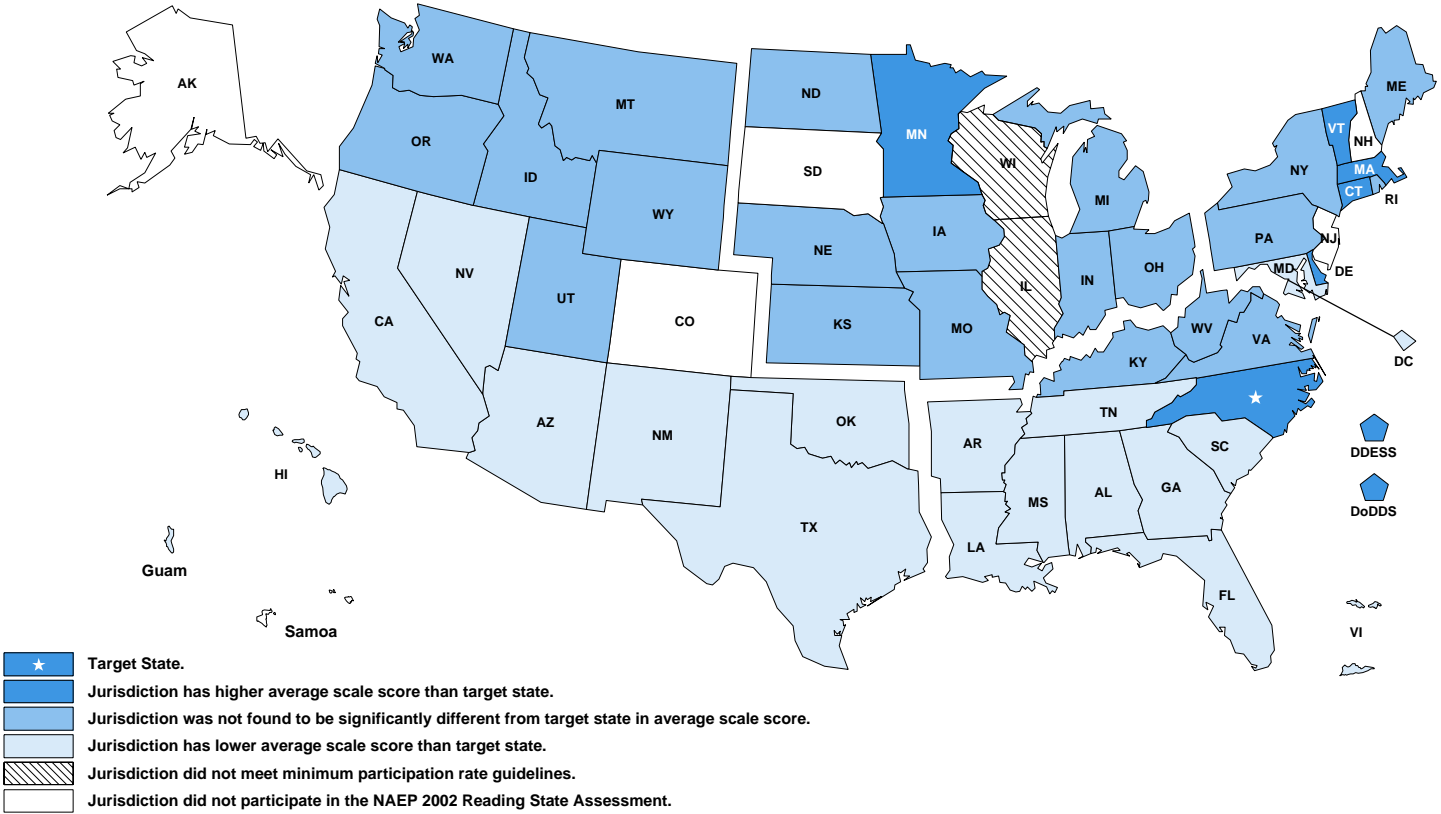 AK
WA
MT
ND
MN
ME
VT
NH
OR
ID
SD
WI
NY
MA
CT
RI
WY
MI
IA
PA
NJ
NE
NV
UT
IN
OH
MD
DE
IL
CA
CO
KS
MO
WV
VA
KY
DC
AZ
NM
OK
AR
TN
SC
DDESS
HI
MS
AL
GA
DoDDS
TX
LA
Guam
FL
Samoa
VI
Target State.
Jurisdiction has higher average scale score than target state.
Jurisdiction was not found to be significantly different from target state in average scale score.
Jurisdiction has lower average scale score than target state.
Jurisdiction did not meet minimum participation rate guidelines.
Jurisdiction did not participate in the NAEP 2002 Reading State Assessment.